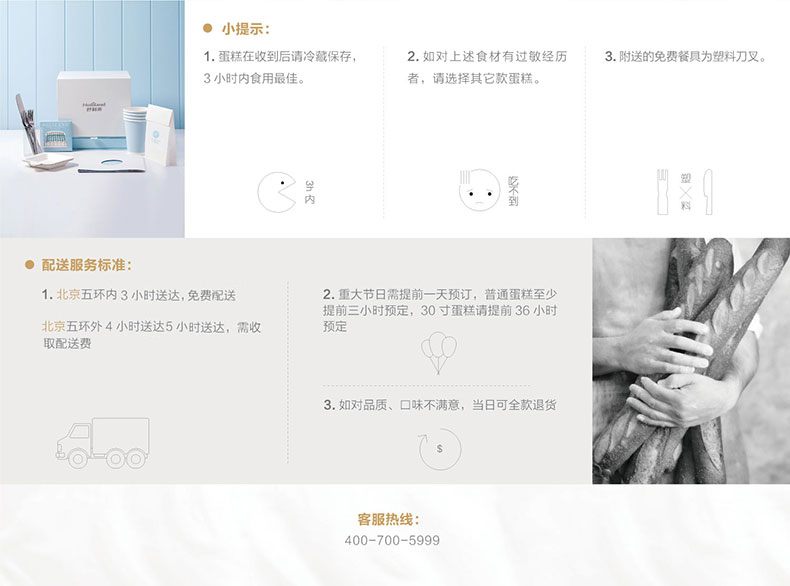 小提示：
1. 蛋糕在收到后请冷藏保存，
3 小时内食用最佳。
2. 如对上述食材有过敏经历
者，请选择其它款蛋糕。
3. 附送的免费餐具为塑料刀叉。
3h内
吃不到
塑
料
配送服务标准：
1. 北京五环内 3 小时送达，免费配送
北京五环外 4 小时送达5 小时送达，需收
取配送费
2. 重大节日需提前一天预订，普通蛋糕至少
提前三小时预定，30 寸蛋糕请提前 36 小时
预定
3. 如对品质、口味不满意，当日可全款退货
$
客服热线：
400-700-5999